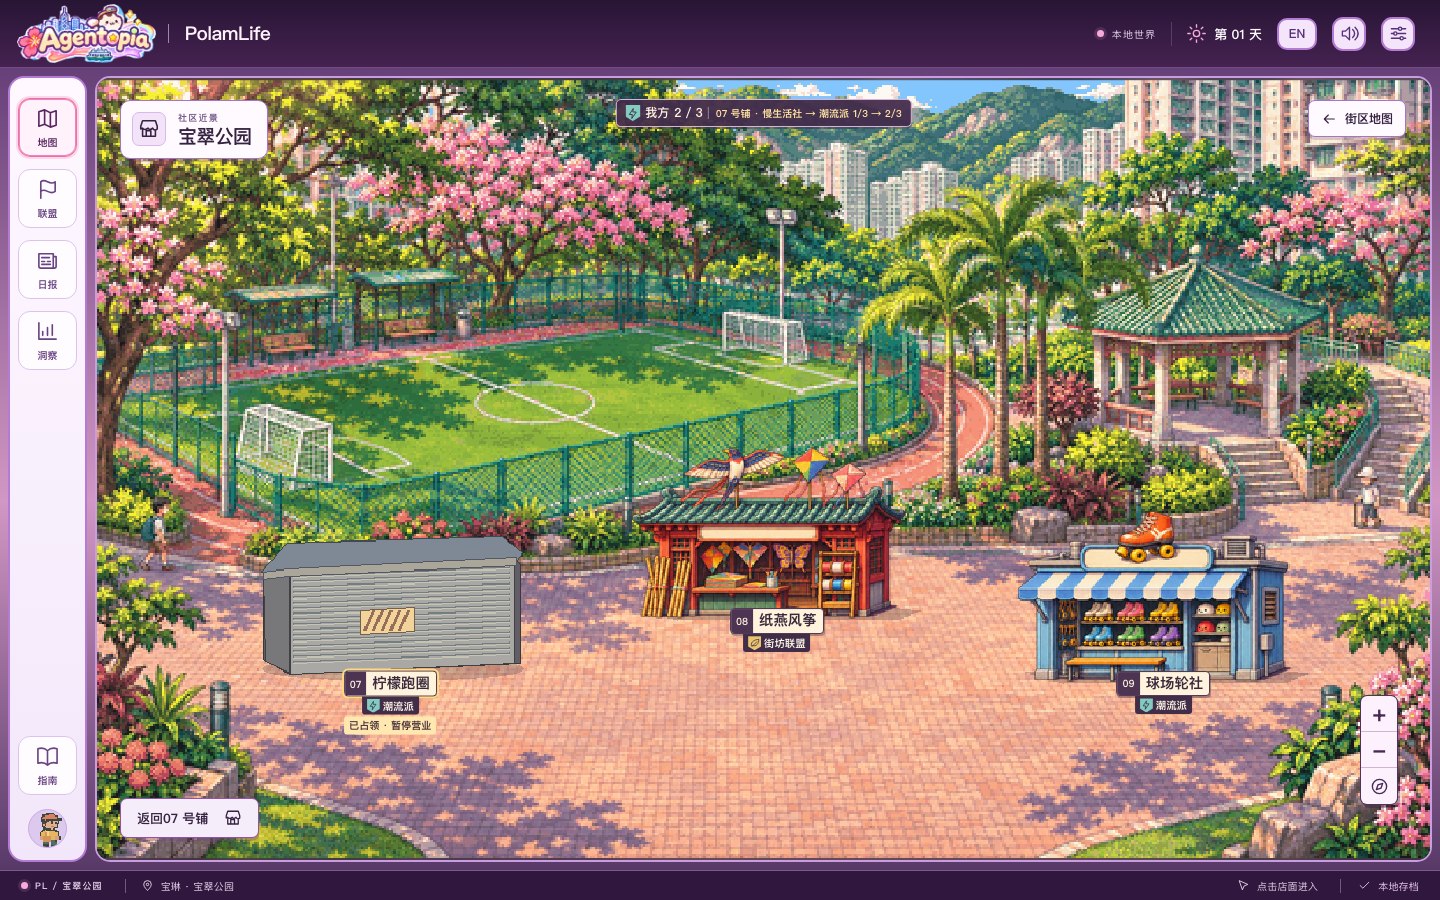 Agentopia
PolamLife
本地世界
第 01 天
EN
地图
联盟
日报
洞察
指南
社区近景
宝翠公园
我方 2 / 3
07 号铺 · 慢生活社 → 潮流派 1/3 → 2/3
← 街区地图
08 纸鸢风筝
街坊联盟
07 柠檬跑圈
潮流派
已占领 · 暂停营业
09 球场轮社
潮流派
+
−
返回07 号铺
PL / 宝翠公园
宝琳 · 宝翠公园
点击店面进入
本地存档